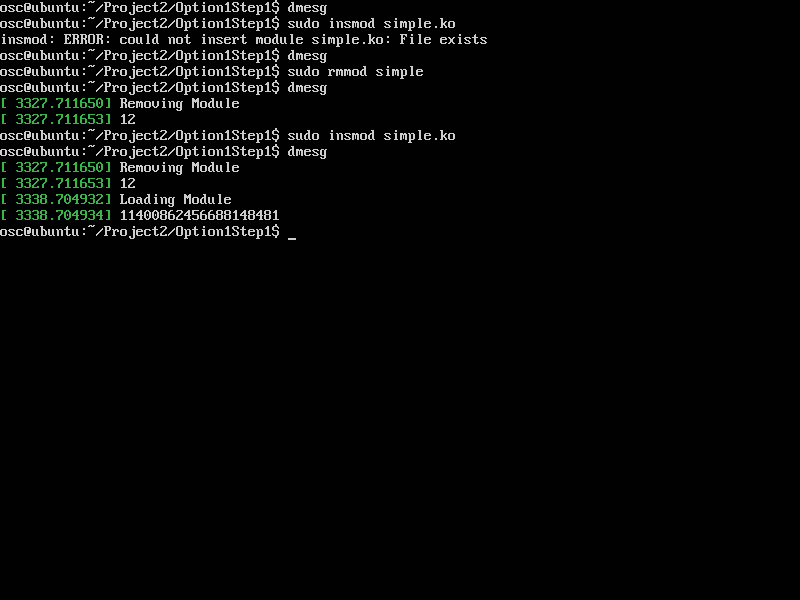 osc@ubuntu:~/Project2/Option1Step1$ dmesg
osc@ubuntu:~/Project2/Option1Step1$ sudo insmod simple.ko
insmod: ERROR: could not insert module simple.ko: File exists
osc@ubuntu:~/Project2/Option1Step1$ dmesg
osc@ubuntu:~/Project2/Option1Step1$ sudo rmmod simple
osc@ubuntu:~/Project2/Option1Step1$ dmesg
[ 3327.711650] Removing Module
[ 3327.711653] 12
osc@ubuntu:~/Project2/Option1Step1$ sudo insmod simple.ko
osc@ubuntu:~/Project2/Option1Step1$ dmesg
[ 3327.711650] Removing Module
[ 3327.711653] 12
[ 3338.704932] Loading Module
[ 3338.704934] 11400862456688148481
osc@ubuntu:~/Project2/Option1Step1$ _